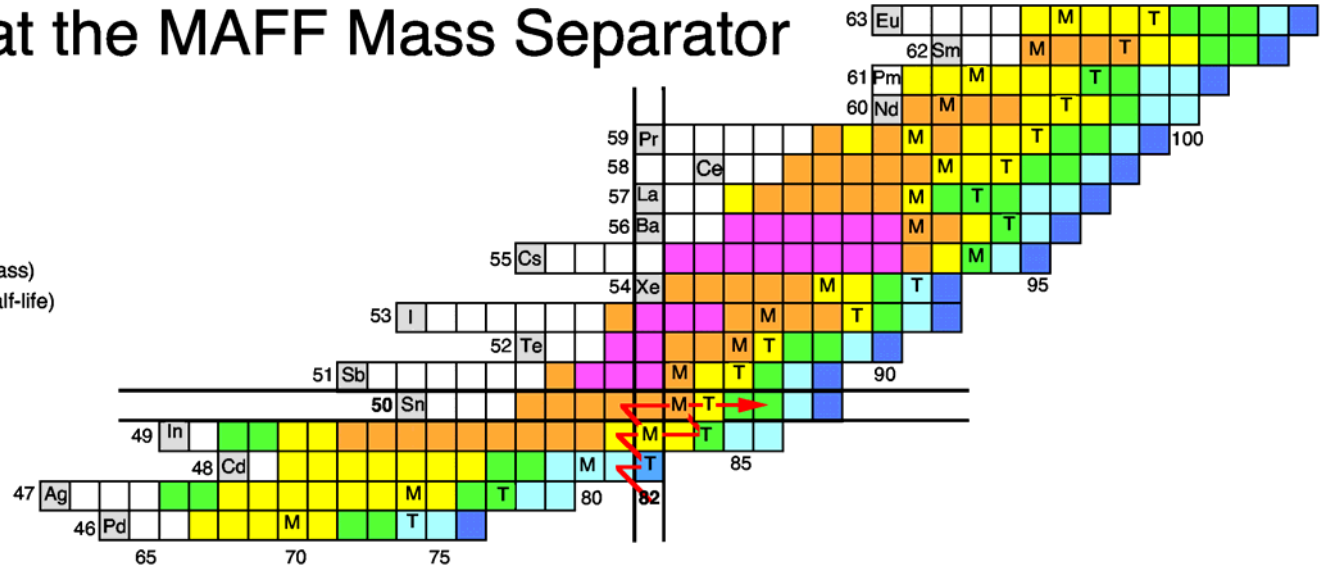 at the MAFF Mass Separator
63 Eu M T
62 Sm M T
61 Pm M T
60 Nd M T
59 Pr M T 100
58 Ce M T
57 La M T
56 Ba M T
ass)
55 Cs M
alf-life)
54 Xe M T 95
53 I M T
52 Te M T
51 Sb M T 90
50 Sn M T
49 In M T
48 Cd M T 85
47 Ag M T 80 82
46 Pd M T
65 70 75